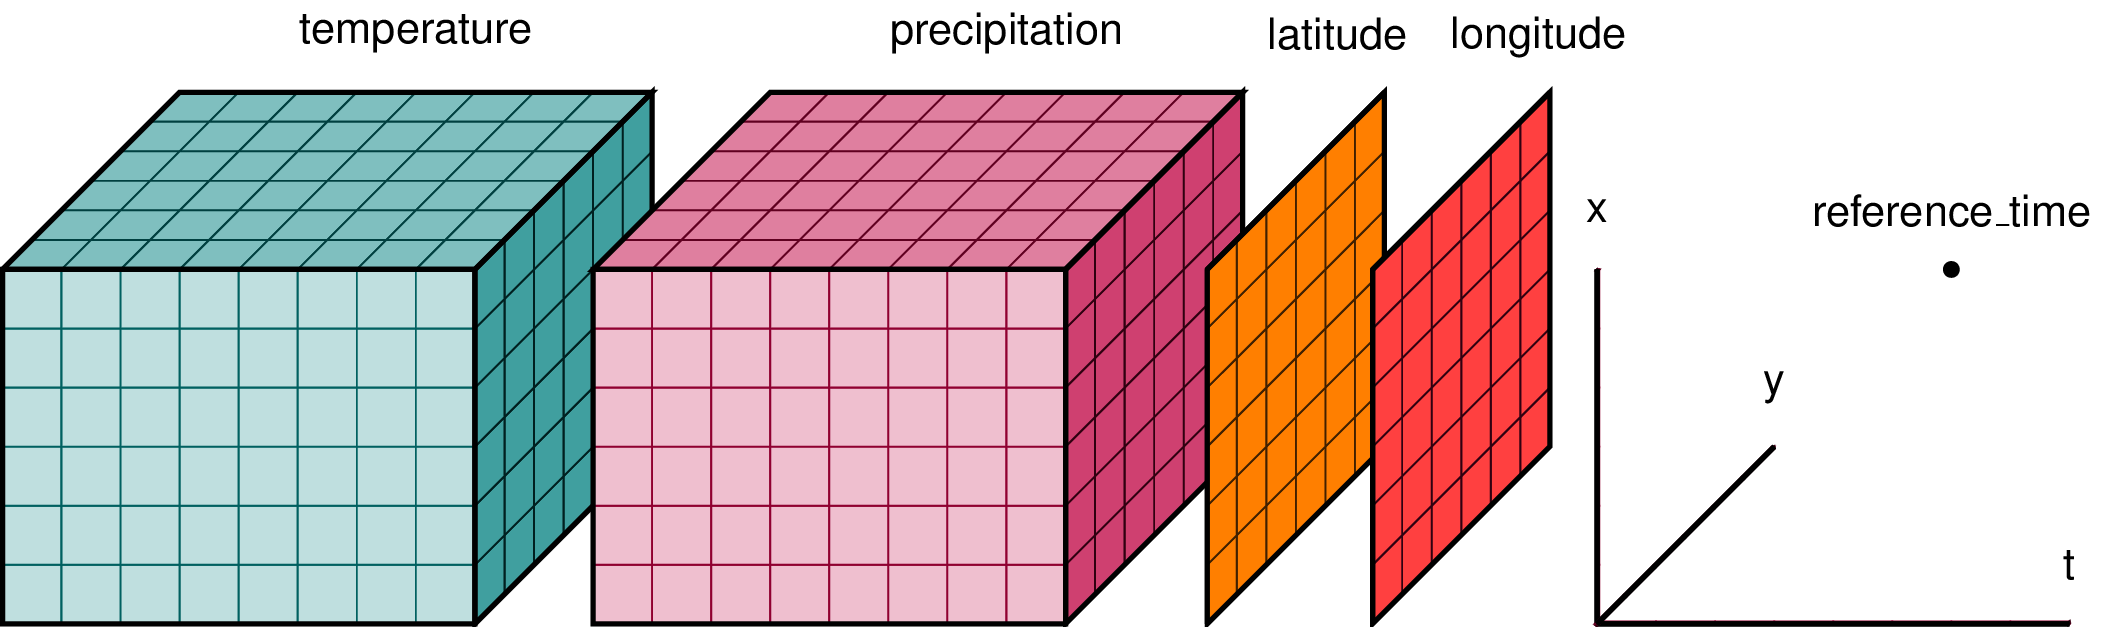 temperature
precipitation
latitude
longitude
x
reference_time
y
t